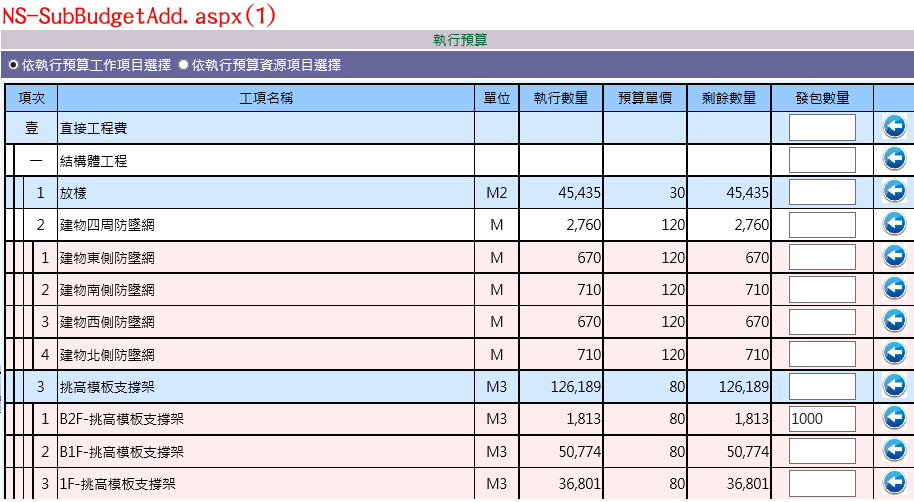 NS-SubBudgetAdd.aspx(1)
執行預算
依執行預算工作項目選擇 依執行預算資源項目選擇
項次 工項名稱 單位 執行數量 預算單價 剩餘數量 發包數量
壹 直接工程費
一 結構體工程
1 放樣 M2 45,435 30 45,435
2 建物四周防墜網 M 2,760 120 2,760
1 建物東側防墜網 M 670 120 670
2 建物南側防墜網 M 710 120 710
3 建物西側防墜網 M 670 120 670
4 建物北側防墜網 M 710 120 710
3 挑高模板支撐架 M3 126,189 80 126,189
1 B2F-挑高模板支撐架 M3 1,813 80 1,813 1000
2 B1F-挑高模板支撐架 M3 50,774 80 50,774
3 1F-挑高模板支撐架 M3 36,801 80 36,801